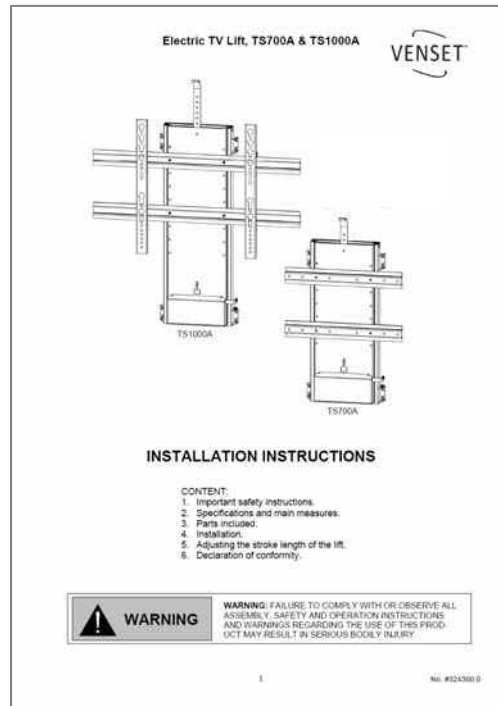 Electric TV Lift, TS700A & TS1000A
VENSET
TS1000A
TS700A
INSTALLATION INSTRUCTIONS
CONTENT:
1. Important safety instructions.
2. Specifications and main measures.
3. Parts included.
4. Installation.
5. Adjusting the stroke length of the lift.
6. Declaration of conformity.
WARNING
WARNING: FAILURE TO COMPLY WITH OR OBSERVE ALL
ASSEMBLY, SAFETY AND OPERATION INSTRUCTIONS
AND WARNINGS REGARDING THE USE OF THIS PROD-
UCT MAY RESULT IN SERIOUS BODILY INJURY.
1